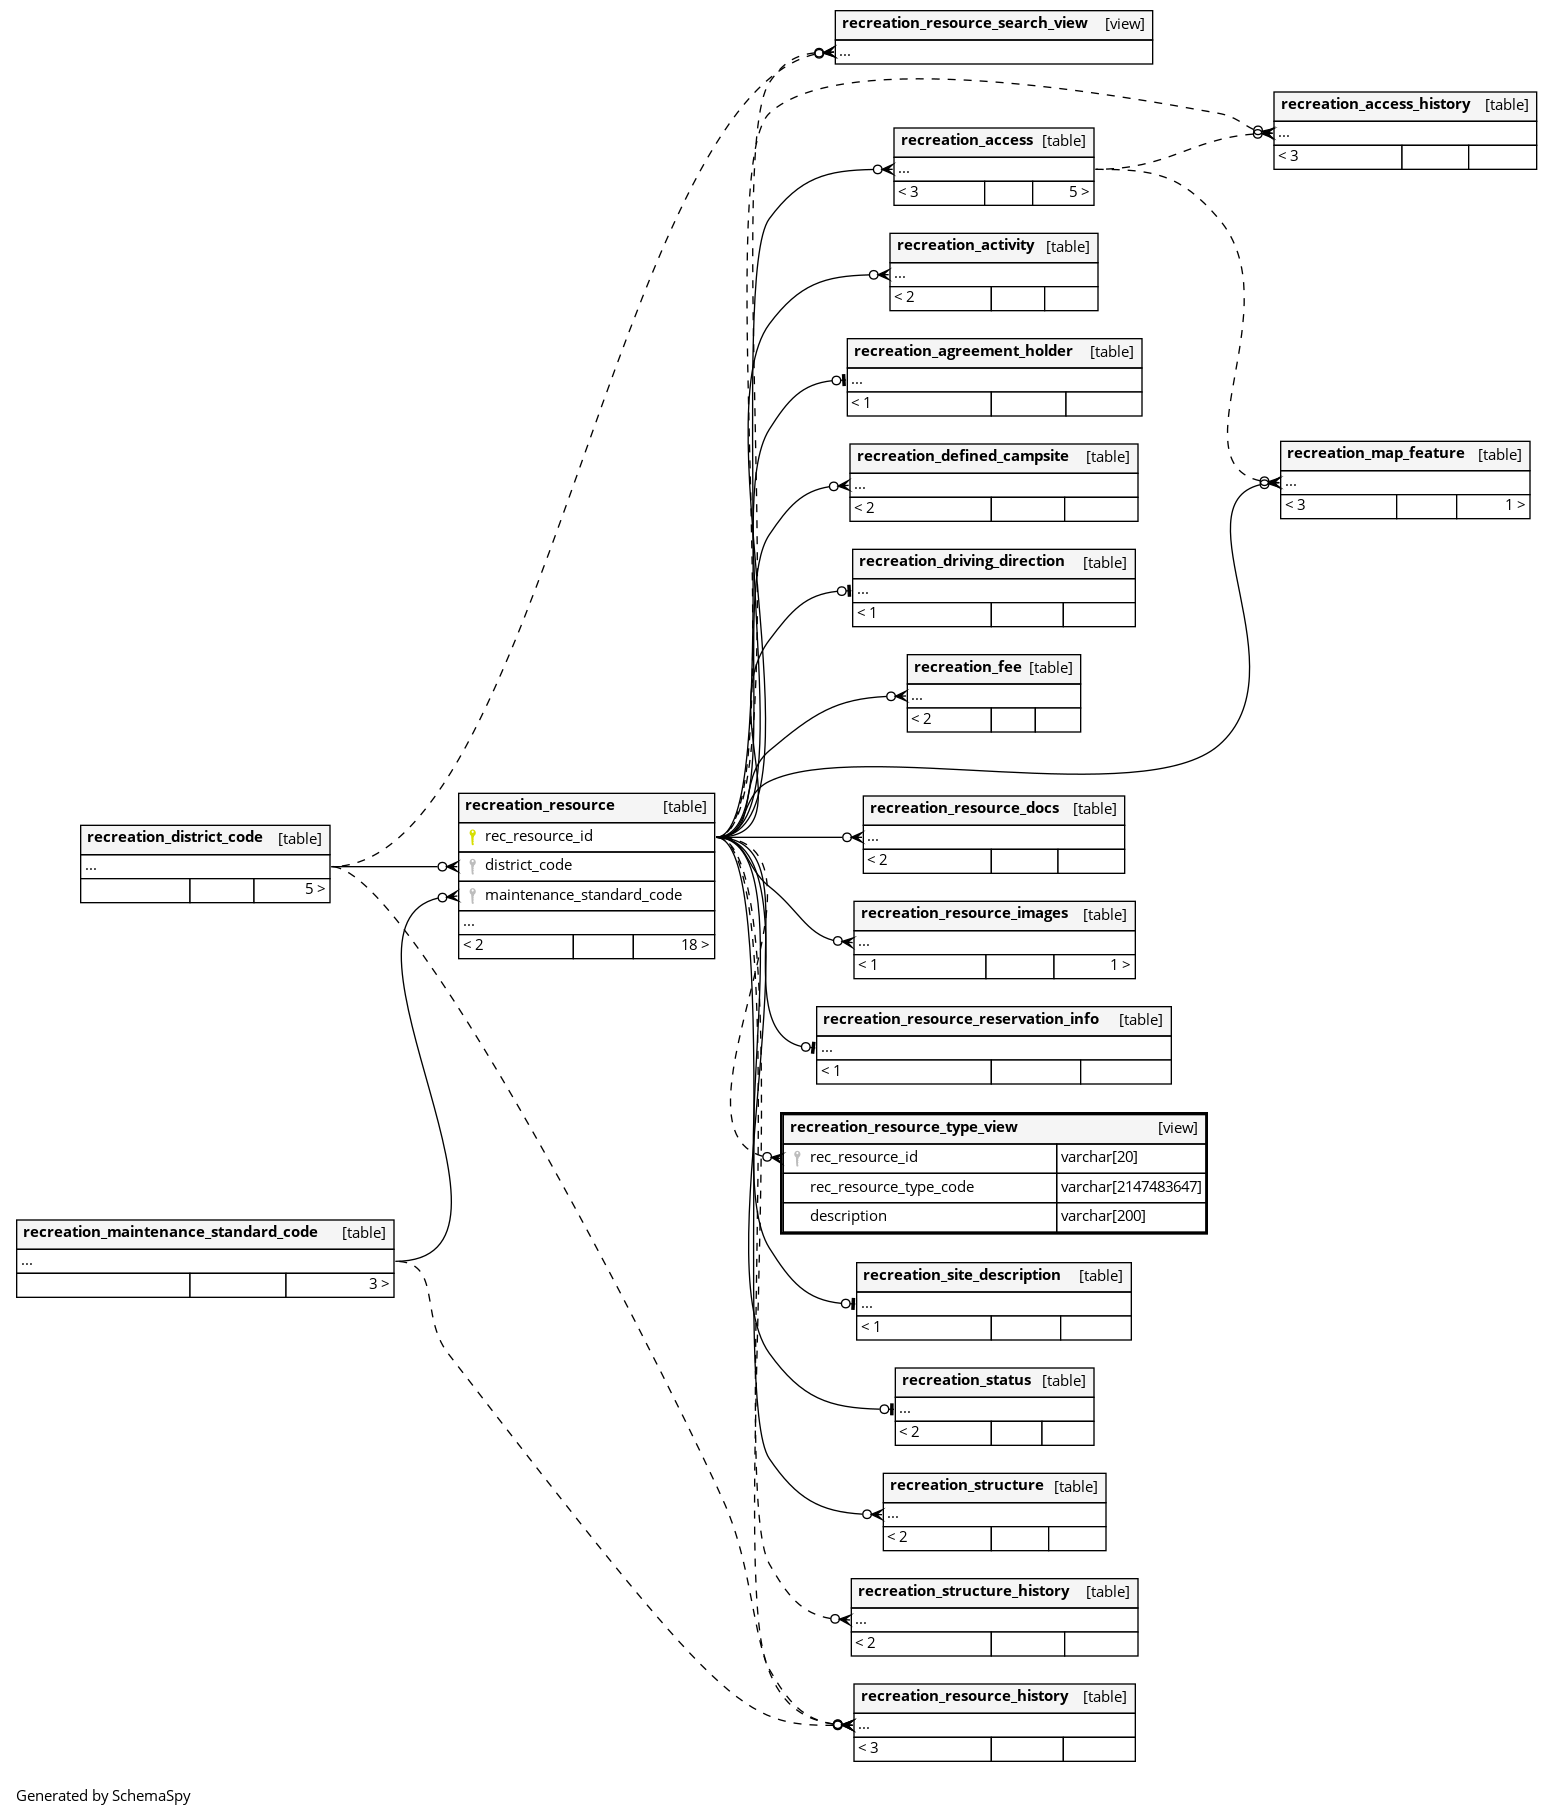 recreation_resource_search_view [view]
...
recreation_access_history [table]
...
< 3
recreation_access [table]
...
< 3 5 >
recreation_activity [table]
...
< 2
recreation_agreement_holder [table]
...
< 1
recreation_defined_campsite [table]
...
< 2
recreation_map_feature [table]
...
< 3 1 >
recreation_driving_direction [table]
...
< 1
recreation_fee [table]
...
< 2
recreation_resource [table]
rec_resource_id
district_code
maintenance_standard_code
...
< 2 18 >
recreation_district_code [table]
...
5 >
recreation_resource_docs [table]
...
< 2
recreation_resource_images [table]
...
< 1 1 >
recreation_resource_reservation_info [table]
...
< 1
recreation_resource_type_view [view]
rec_resource_id varchar[20]
rec_resource_type_code varchar[2147483647]
description varchar[200]
recreation_maintenance_standard_code [table]
...
3 >
recreation_site_description [table]
...
< 1
recreation_status [table]
...
< 2
recreation_structure [table]
...
< 2
recreation_structure_history [table]
...
< 2
recreation_resource_history [table]
...
< 3
Generated by SchemaSpy